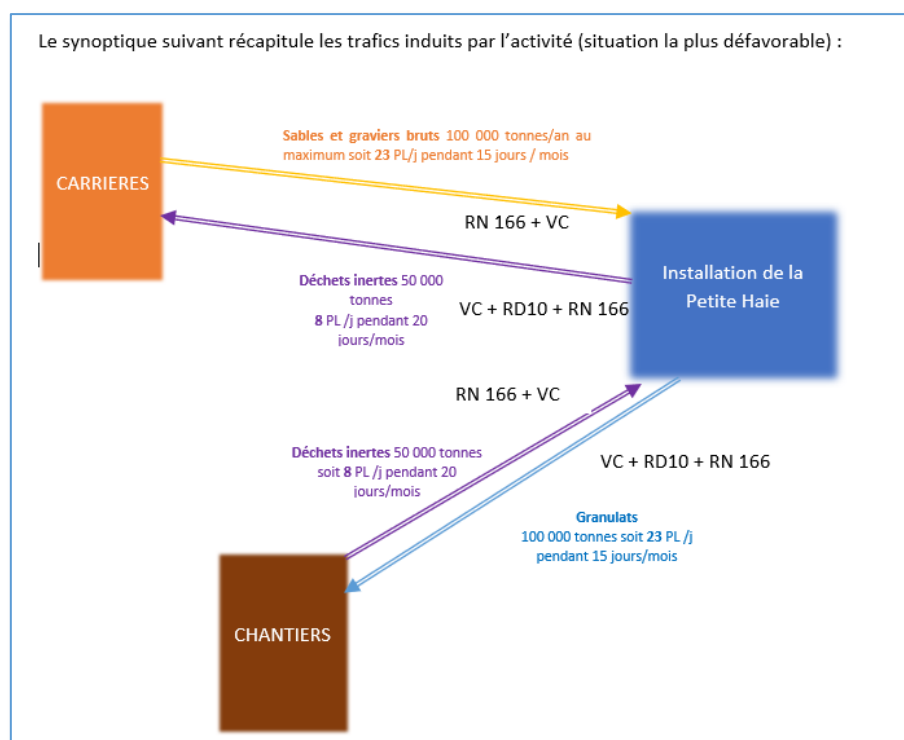 Le synoptique suivant récapitule les trafics induits par l'activité (situation la plus défavorable) :
Sables et graviers bruts 100 000 tonnes/an au
maximum soit 23 PL/j pendant 15 jours / mois
CARRIERES
RN 166 + VC
Installation de la
Petite Haie
Déchets inertes 50 000
tonnes
8 PL /j pendant 20
jours/mois
VC + RD10 + RN 166
RN 166 + VC
Déchets inertes 50 000 tonnes
soit 8 PL /j pendant 20
jours/mois
VC + RD10 + RN 166
Granulats
100 000 tonnes soit 23 PL /j
pendant 15 jours/mois
CHANTIERS